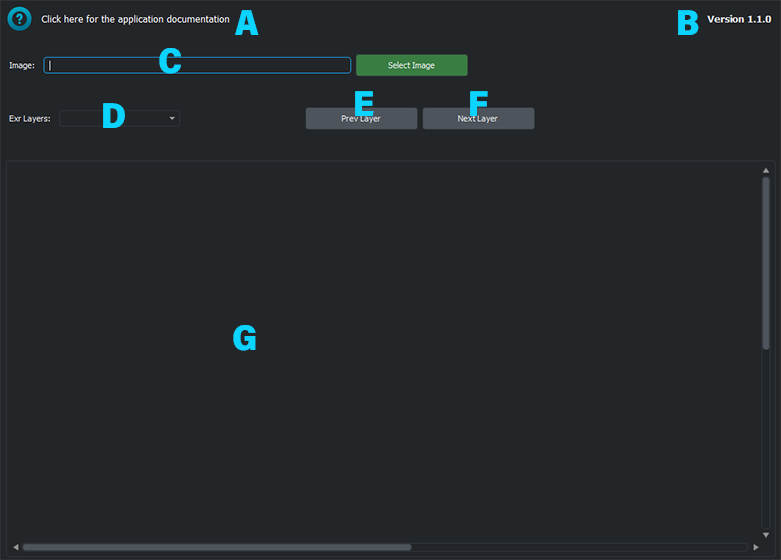 ? Click here for the application documentation A B Version 1.1.0
Image: C Select Image
Exr Layers: D E Prev Layer F Next Layer
G